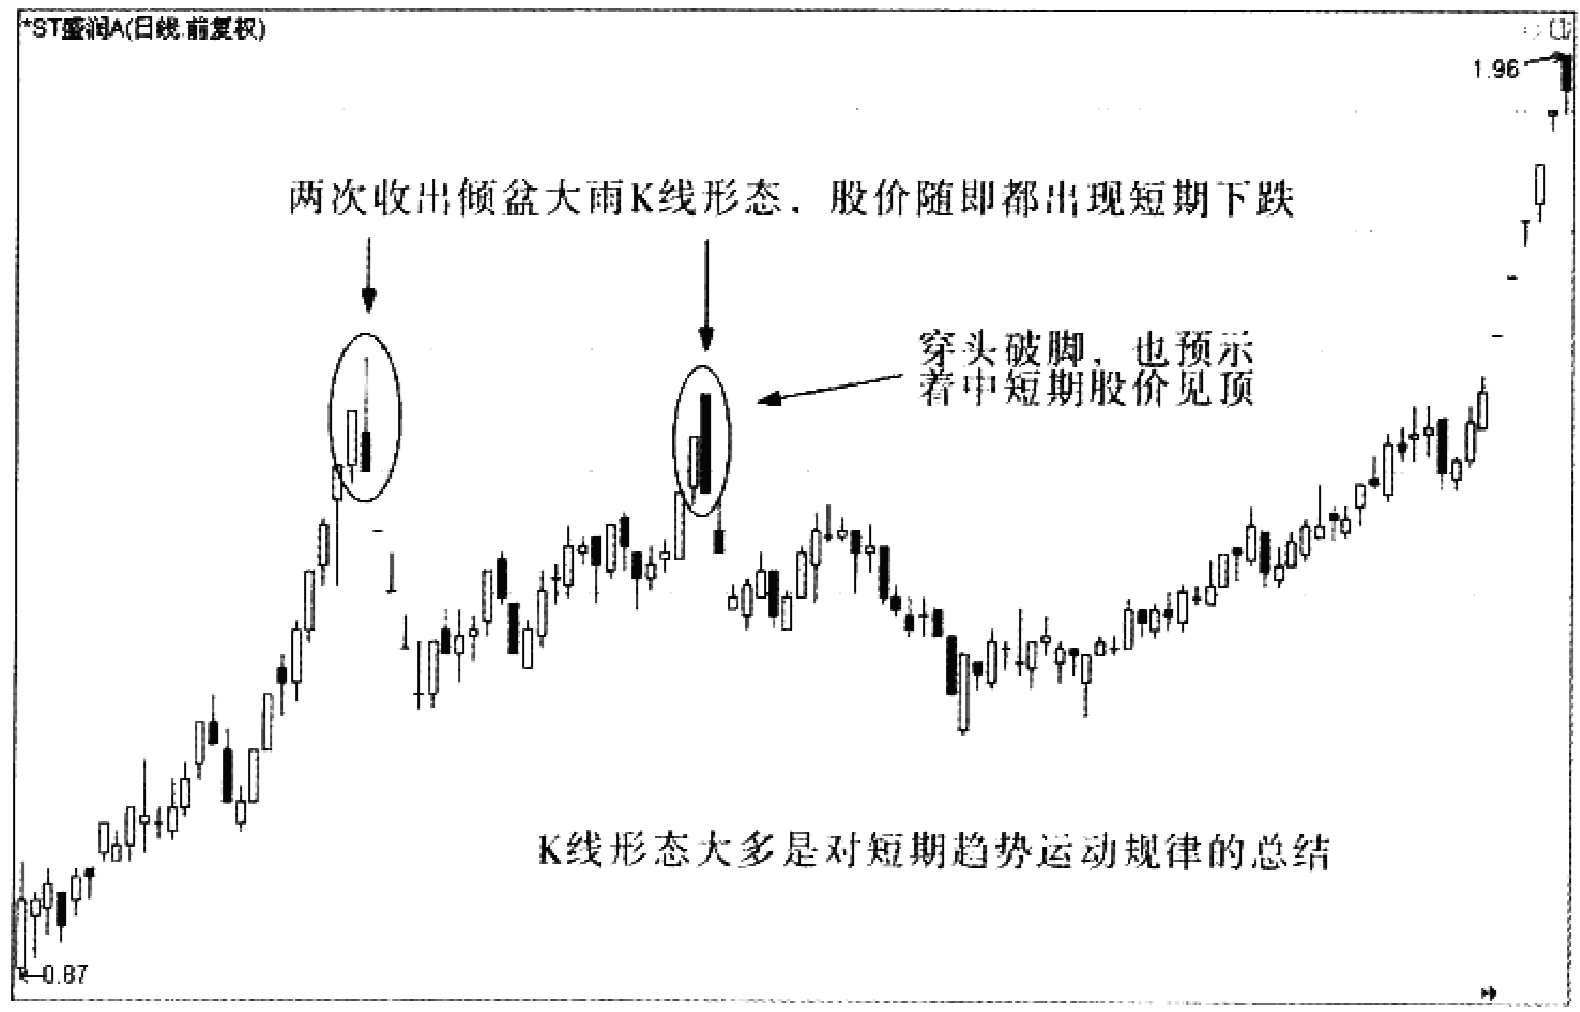 *ST盛润A(日线.前复权)
1.96
两次收出倾盆大雨K线形态，股价随即都出现短期下跌
穿头破脚，也预示
着中短期股价见顶
K线形态大多是对短期趋势运动规律的总结
0.87